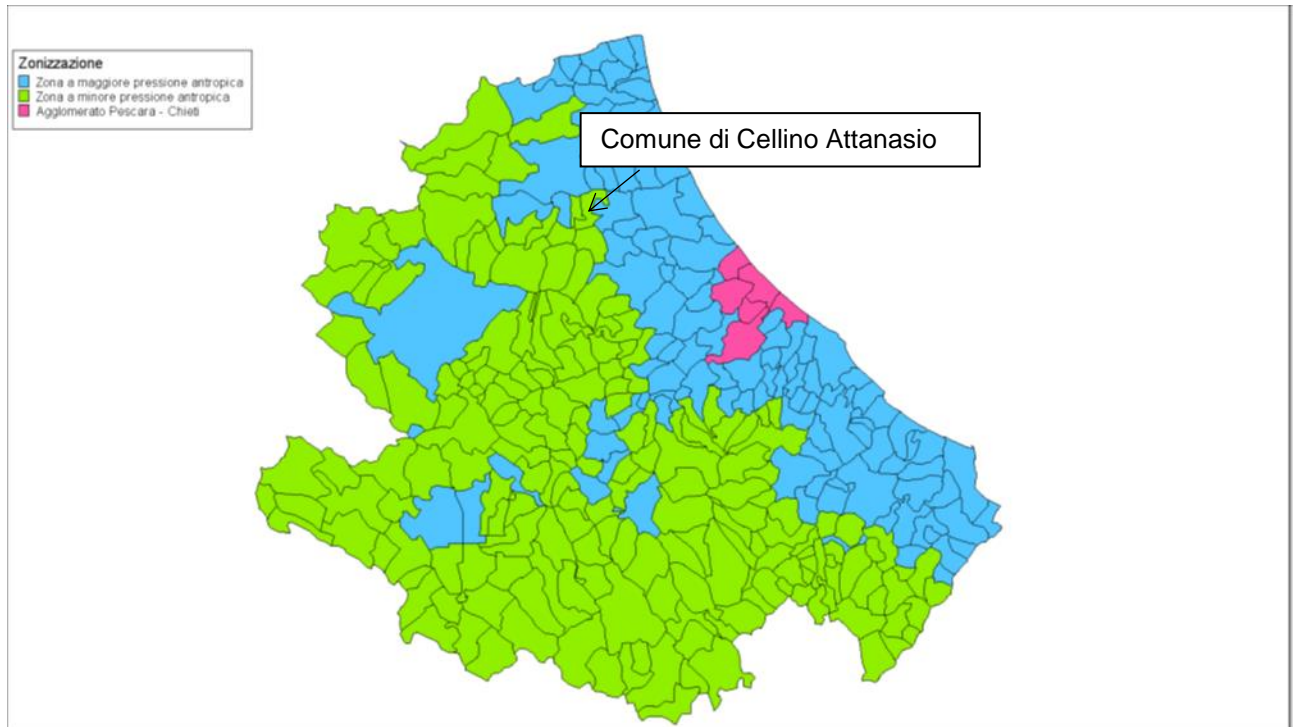 Zonizzazione
Zona a maggiore pressione antropica
Zona a minore pressione antropica
Agglomerato Pescara - Chieti
Comune di Cellino Attanasio